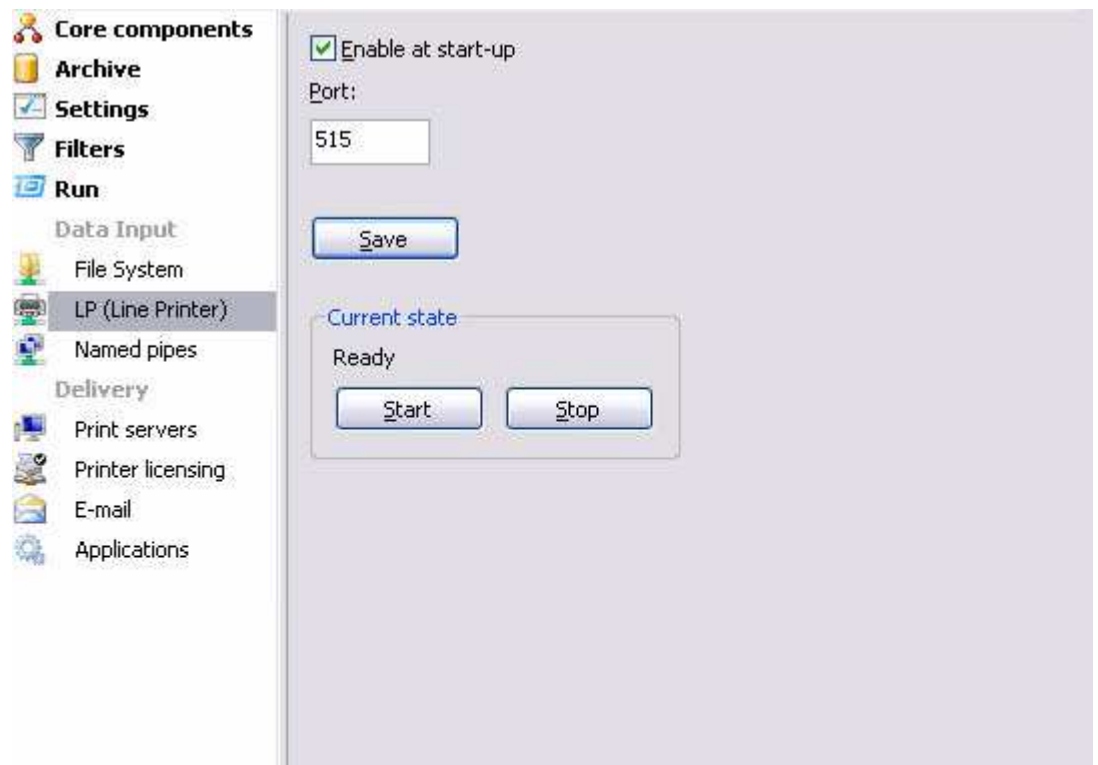 Core components
Archive
Settings
Filters
Run
Data Input
File System
LP (Line Printer)
Named pipes
Delivery
Print servers
Printer licensing
E-mail
Applications
Enable at start-up
Port:
515
Save
Current state
Ready
Start
Stop